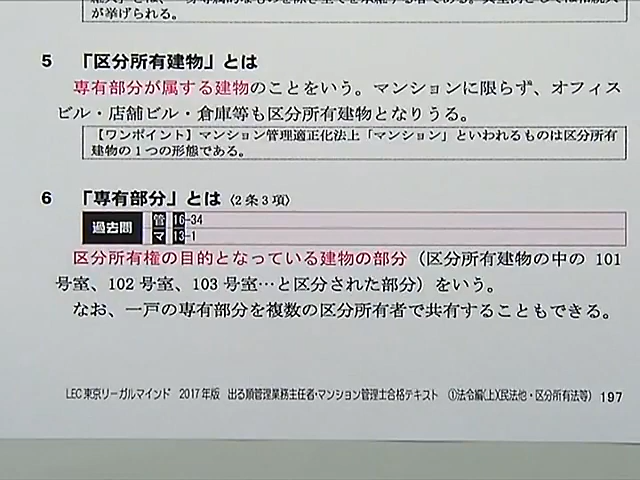 が挙げられる。
5 「区分所有建物」とは
専有部分が属する建物のことをいう。マンションに限らず、オフィス
ビル・店舗ビル・倉庫等も区分所有建物となりうる。
【ワンポイント】マンション管理適正化法上「マンション」といわれるものは区分所有
建物の1つの形態である。
6 「専有部分」とは〈2条3項〉
過去問
管 16-34
マ 13-1
区分所有権の目的となっている建物の部分（区分所有建物の中の 101
号室、102 号室、103 号室…と区分された部分）をいう。
なお、一戸の専有部分を複数の区分所有者で共有することもできる。
LEC東京リーガルマインド 2017年版 出る順管理業務主任者・マンション管理士合格テキスト ①法令編(上)(民法他・区分所有法等) 197